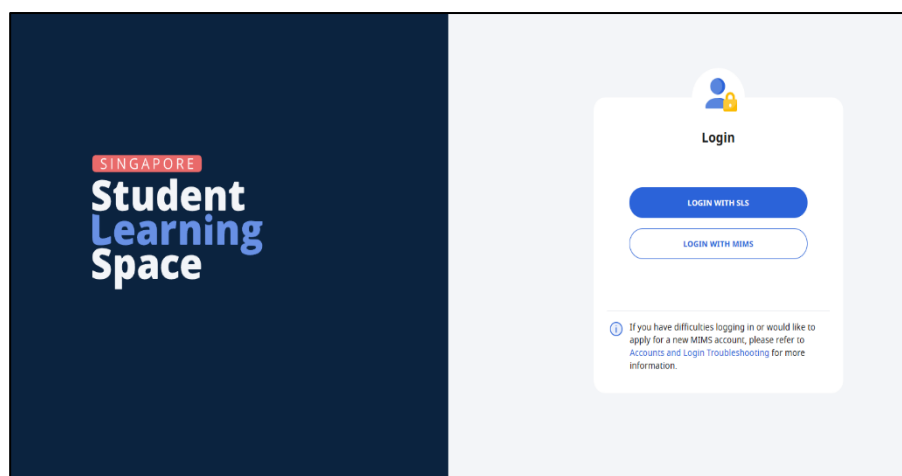 SINGAPORE
Student
Learning
Space
Login
LOGIN WITH SLS
LOGIN WITH MIMS
If you have difficulties logging in or would like to
apply for a new MIMS account, please refer to
Accounts and Login Troubleshooting for more
information.